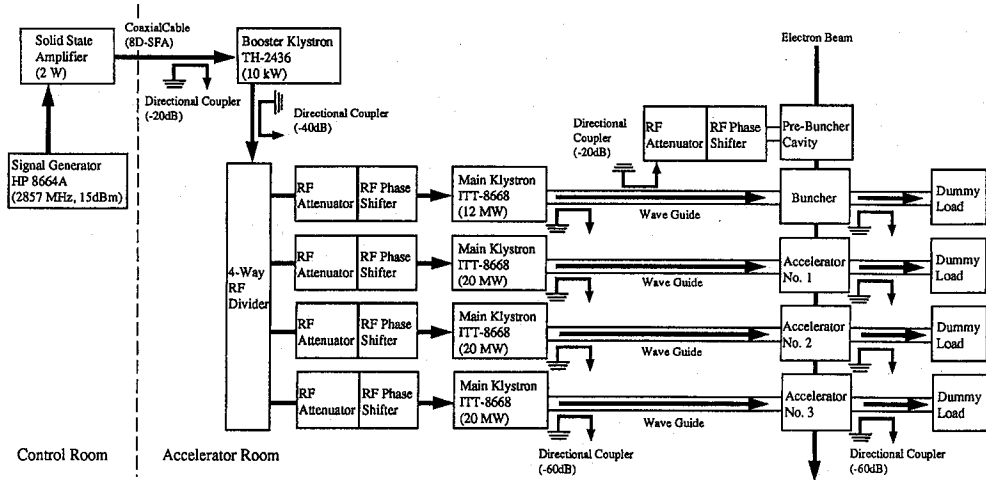 Solid State
Amplifier
(2 W)
CoaxialCable
(8D-SFA)
Booster Klystron
TH-2436
(10 kW)
Directional Coupler
(-20dB)
Directional Coupler
(-40dB)
Signal Generator
HP 8664A
(2857 MHz, 15dBm)
Electron Beam
Directional
Coupler
(-20dB)
RF
Attenuator
RF Phase
Shifter
Pre-Buncher
Cavity
4-Way
RF
Divider
RF
Attenuator
RF Phase
Shifter
Main Klystron
ITT-8668
(12 MW)
Wave Guide
Buncher
Dummy
Load
RF
Attenuator
RF Phase
Shifter
Main Klystron
ITT-8668
(20 MW)
Wave Guide
Accelerator
No. 1
Dummy
Load
RF
Attenuator
RF Phase
Shifter
Main Klystron
ITT-8668
(20 MW)
Wave Guide
Accelerator
No. 2
Dummy
Load
RF
Attenuator
RF Phase
Shifter
Main Klystron
ITT-8668
(20 MW)
Wave Guide
Accelerator
No. 3
Dummy
Load
Directional Coupler
(-60dB)
Directional Coupler
(-60dB)
Control Room
Accelerator Room